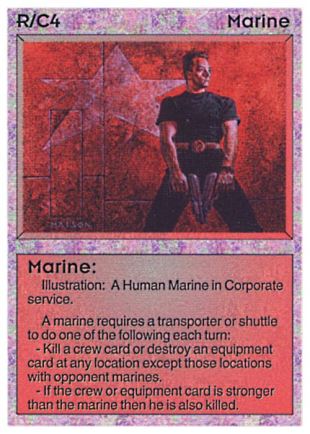 R/C4 Marine
MATSON
Marine:
Illustration: A Human Marine in Corporate
service.
A marine requires a transporter or shuttle
to do one of the following each turn:
- Kill a crew card or destroy an equipment
card at any location except those locations
with opponent marines.
- If the crew or equipment card is stronger
than the marine then he is also killed.